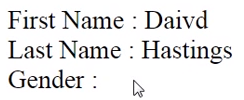 First Name : Daivd
Last Name : Hastings
Gender :